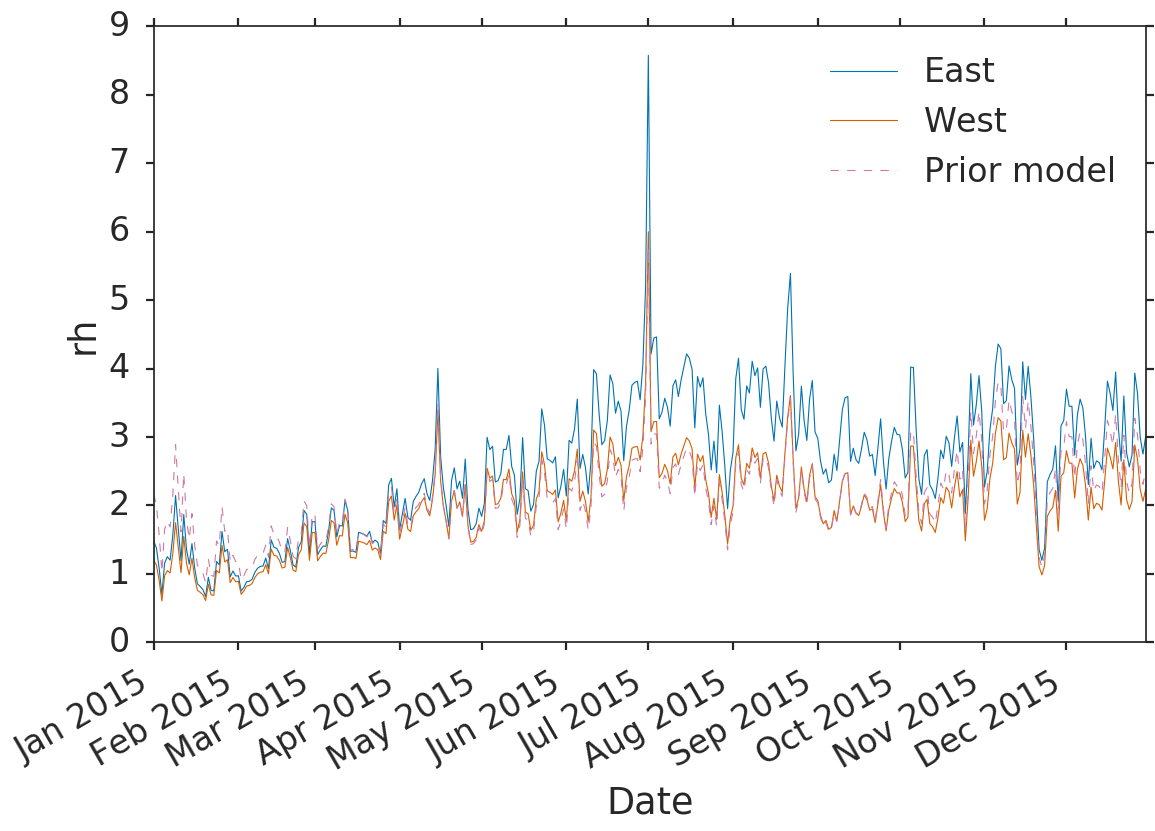 9
8
7
6
5
4
3
2
1
0
rh
East
West
Prior model
Jan 2015
Feb 2015
Mar 2015
Apr 2015
May 2015
Jun 2015
Jul 2015
Aug 2015
Sep 2015
Oct 2015
Nov 2015
Dec 2015
Date